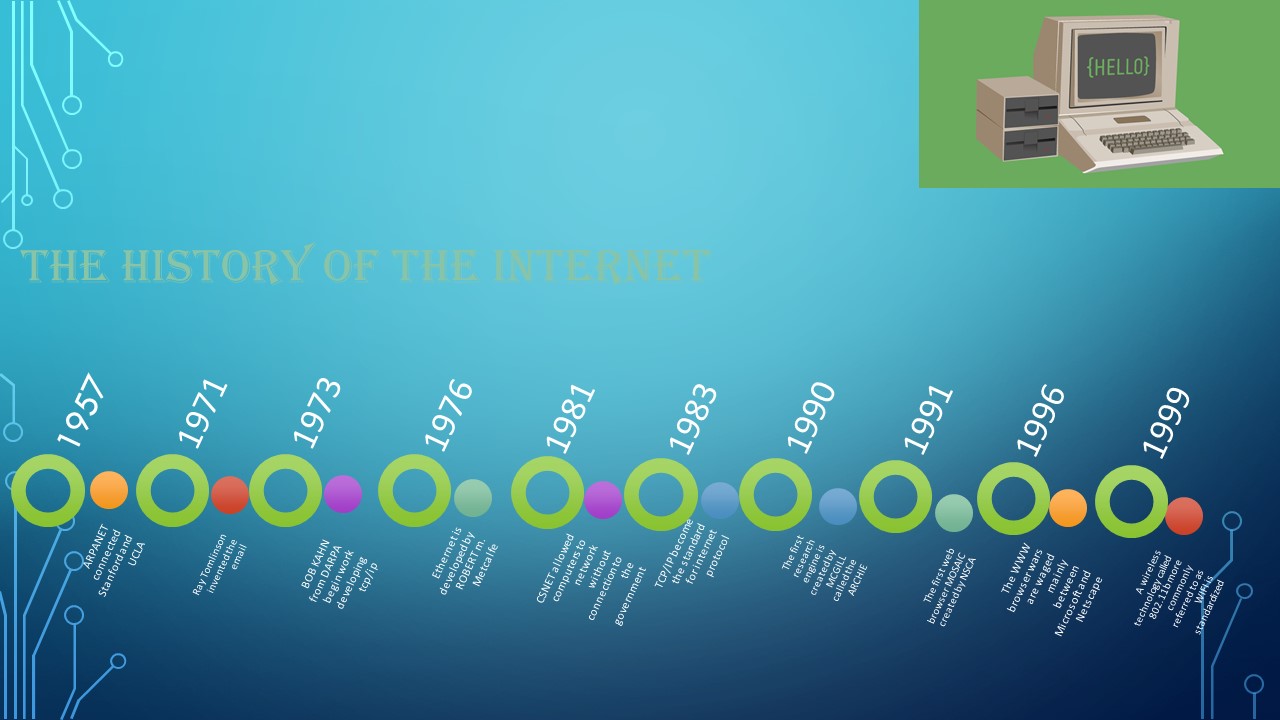 {HELLO}
THE HISTORY OF THE INTERNET
1957
ARPANET
connected
Stanford and
UCLA
1971
Ray Tomlinson
invented the
email
1973
BOB KAHN
from DARPA
begin work
developing
tcp/ip
1976
Ethernet is
developed by
ROBERT m.
Metcalfe
1981
CSNET allowed
computers to
network
without
connection to
the
government
1983
TCP/IP become
the standard
for internet
protocol
1990
The first
research
engine is
created by
MCGILL
called the
ARCHIE
1991
The first web
browser MOSAIC
created by NSCA
1996
The WWW
browser wars
are waged
mainly
between
Microsoft and
Netscape
1999
A wireless
technology called
802.11b more
commonly
referred to as
WiFi is
standardized